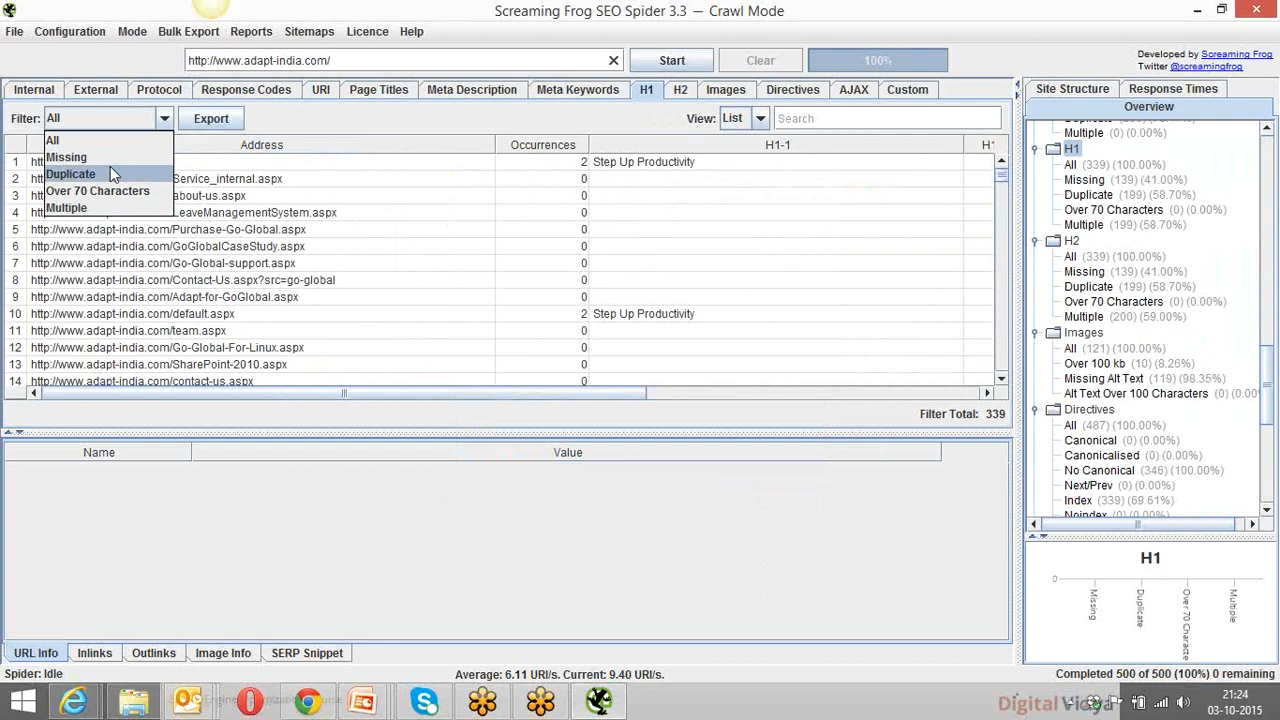 Screaming Frog SEO Spider 3.3 — Crawl Mode
File Configuration Mode Bulk Export Reports Sitemaps Licence Help
http://www.adapt-india.com/ Start Clear 100%
Developed by Screaming Frog
Twitter @screamingfrog
Internal External Protocol Response Codes URI Page Titles Meta Description Meta Keywords H1 H2 Images Directives AJAX Custom
Site Structure Response Times
Overview
Filter: All Export View: List Search
All
Missing
Duplicate
Over 70 Characters
Multiple
Address Occurrences H1-1 H1
1 htt 2 Step Up Productivity
2 htt Service_internal.aspx 0
3 htt about-us.aspx 0
4 htt LeaveManagementSystem.aspx 0
5 http://www.adapt-india.com/Purchase-Go-Global.aspx 0
6 http://www.adapt-india.com/GoGlobalCaseStudy.aspx 0
7 http://www.adapt-india.com/Go-Global-support.aspx 0
8 http://www.adapt-india.com/Contact-Us.aspx?src=go-global 0
9 http://www.adapt-india.com/Adapt-for-GoGlobal.aspx 0
10 http://www.adapt-india.com/default.aspx 2 Step Up Productivity
11 http://www.adapt-india.com/team.aspx 0
12 http://www.adapt-india.com/Go-Global-For-Linux.aspx 0
13 http://www.adapt-india.com/SharePoint-2010.aspx 0
14 http://www.adapt-india.com/contact-us.aspx 0
Filter Total: 339
Name Value
URL Info Inlinks Outlinks Image Info SERP Snippet
Spider: Idle Average: 6.11 URI/s. Current: 9.40 URI/s. Completed 500 of 500 (100%) 0 Remaining
Multiple (0) (0.00%)
H1
All (339) (100.00%)
Missing (139) (41.00%)
Duplicate (199) (58.70%)
Over 70 Characters (0) (0.00%)
Multiple (199) (58.70%)
H2
All (339) (100.00%)
Missing (139) (41.00%)
Duplicate (199) (58.70%)
Over 70 Characters (0) (0.00%)
Multiple (200) (59.00%)
Images
All (121) (100.00%)
Over 100 kb (10) (8.26%)
Missing Alt Text (119) (98.35%)
Alt Text Over 100 Characters (0) (0.00
Directives
All (487) (100.00%)
Canonical (0) (0.00%)
Canonicalised (0) (0.00%)
No Canonical (346) (100.00%)
Next/Prev (0) (0.00%)
Index (339) (69.61%)
Noindex (0) (0.00%)
H1
0
Missing
Duplicate
Over 70 Characte
Multiple
Digital Vidya
21:24
03-10-2015